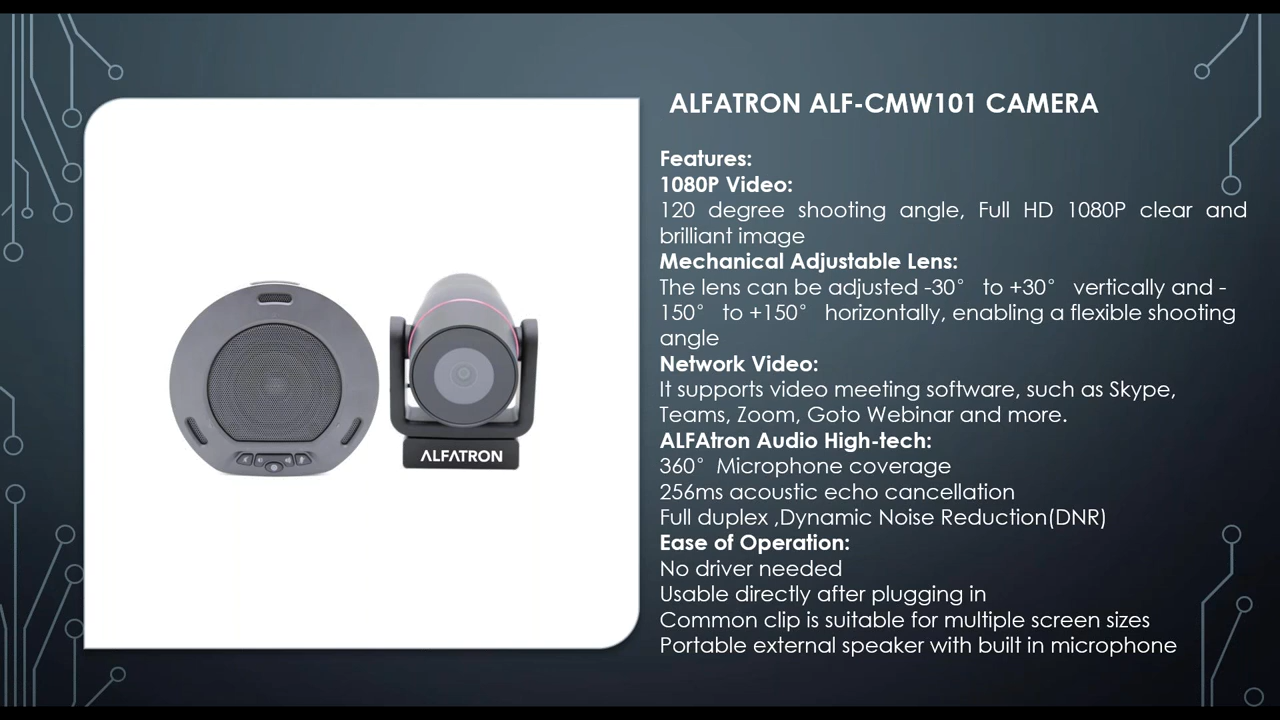 ALFATRON ALF-CMW101 CAMERA
Features:
1080P Video:
120 degree shooting angle, Full HD 1080P clear and
brilliant image
Mechanical Adjustable Lens:
The lens can be adjusted -30° to +30° vertically and -
150° to +150° horizontally, enabling a flexible shooting
angle
Network Video:
It supports video meeting software, such as Skype,
Teams, Zoom, Goto Webinar and more.
ALFAtron Audio High-tech:
360° Microphone coverage
256ms acoustic echo cancellation
Full duplex ,Dynamic Noise Reduction(DNR)
Ease of Operation:
No driver needed
Usable directly after plugging in
Common clip is suitable for multiple screen sizes
Portable external speaker with built in microphone
ALFATRON